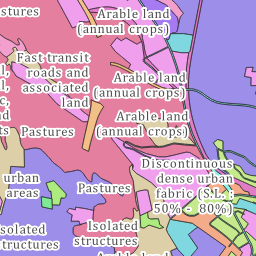 Pastures
Arable land
(annual crops)
Fast transit
roads and
associated
land
Arable land
(annual crops)
Arable land
(annual crops)
Pastures
Discontinuous
dense urban
fabric (S.L. :
50% - 80%)
urban
areas
Pastures
Isolated
structures
Isolated
structures